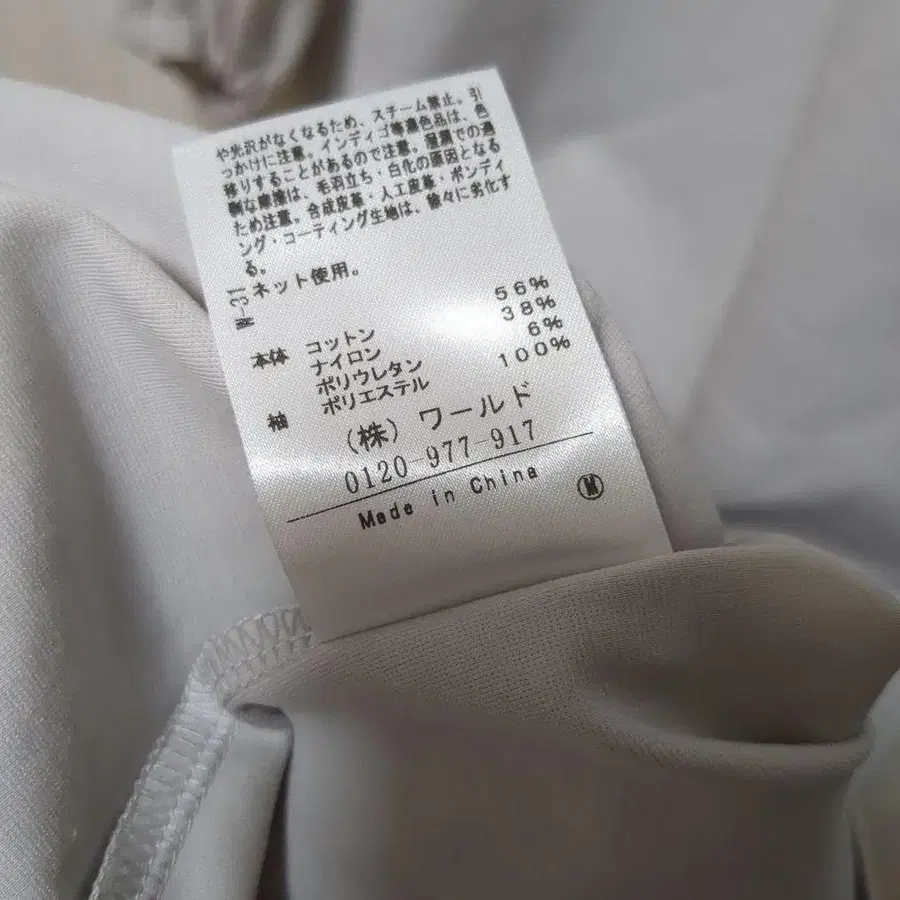 や光沢がなくなるため、スチーム禁止。引
っかけに注意。インディゴ等濃色品は、色
移りすることがあるので注意。湿潤での過
剰な摩擦は、毛羽立ち・白化の原因となる
ため注意。合成皮革・人工皮革・ボンディ
ング・コーティング生地は、徐々に劣化す
る。
ネット使用。
W-31
本体 コットン 56%
ナイロン 38%
ポリウレタン 6%
袖 ポリエステル 100%
(株) ワールド
0120-977-917
Made in China
Ⓜ